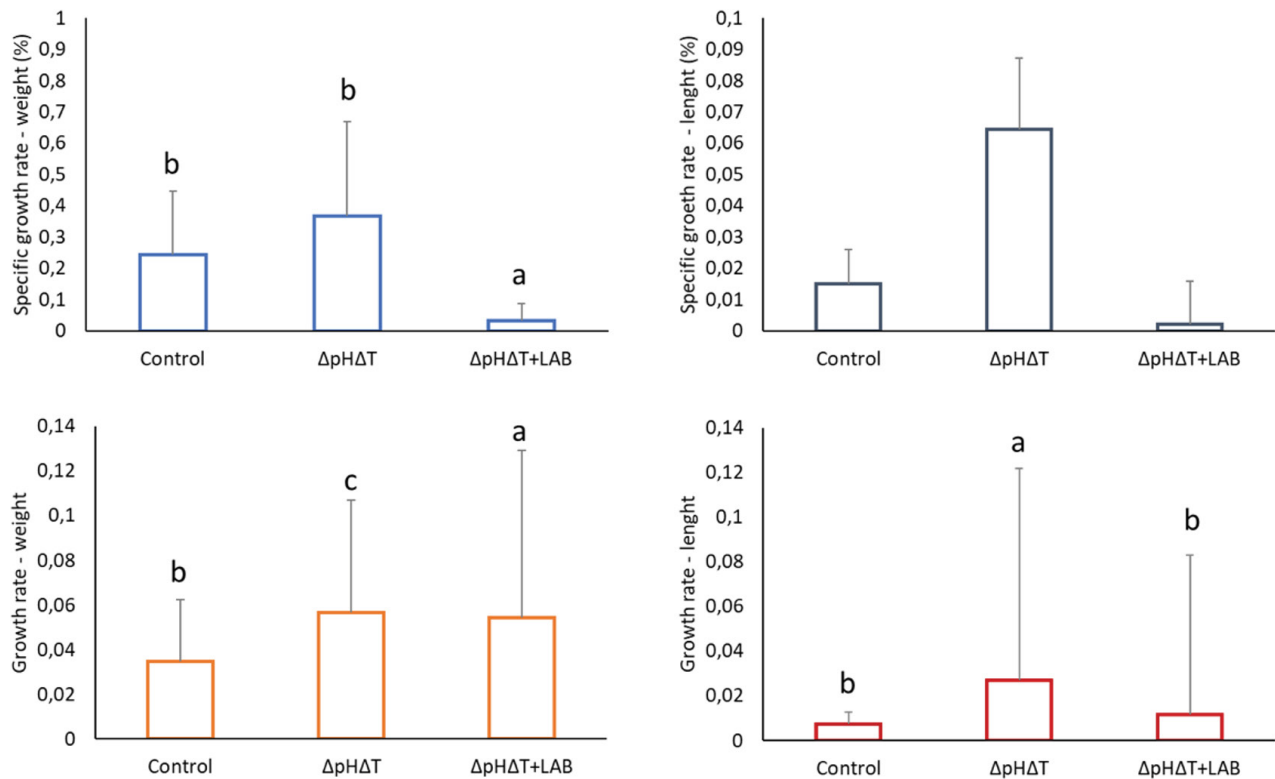 Specific growth rate - weight (%)
1
0,9
0,8
0,7
0,6
0,5
0,4
0,3
0,2
0,1
0
b
b
a
Control ΔpHΔT ΔpHΔT+LAB
Specific groeth rate - lenght (%)
0,1
0,09
0,08
0,07
0,06
0,05
0,04
0,03
0,02
0,01
0
Control ΔpHΔT ΔpHΔT+LAB
Growth rate - weight
0,14
0,12
0,1
0,08
0,06
0,04
0,02
0
b
c
a
Control ΔpHΔT ΔpHΔT+LAB
Growth rate - lenght
0,14
0,12
0,1
0,08
0,06
0,04
0,02
0
b
a
b
Control ΔpHΔT ΔpHΔT+LAB